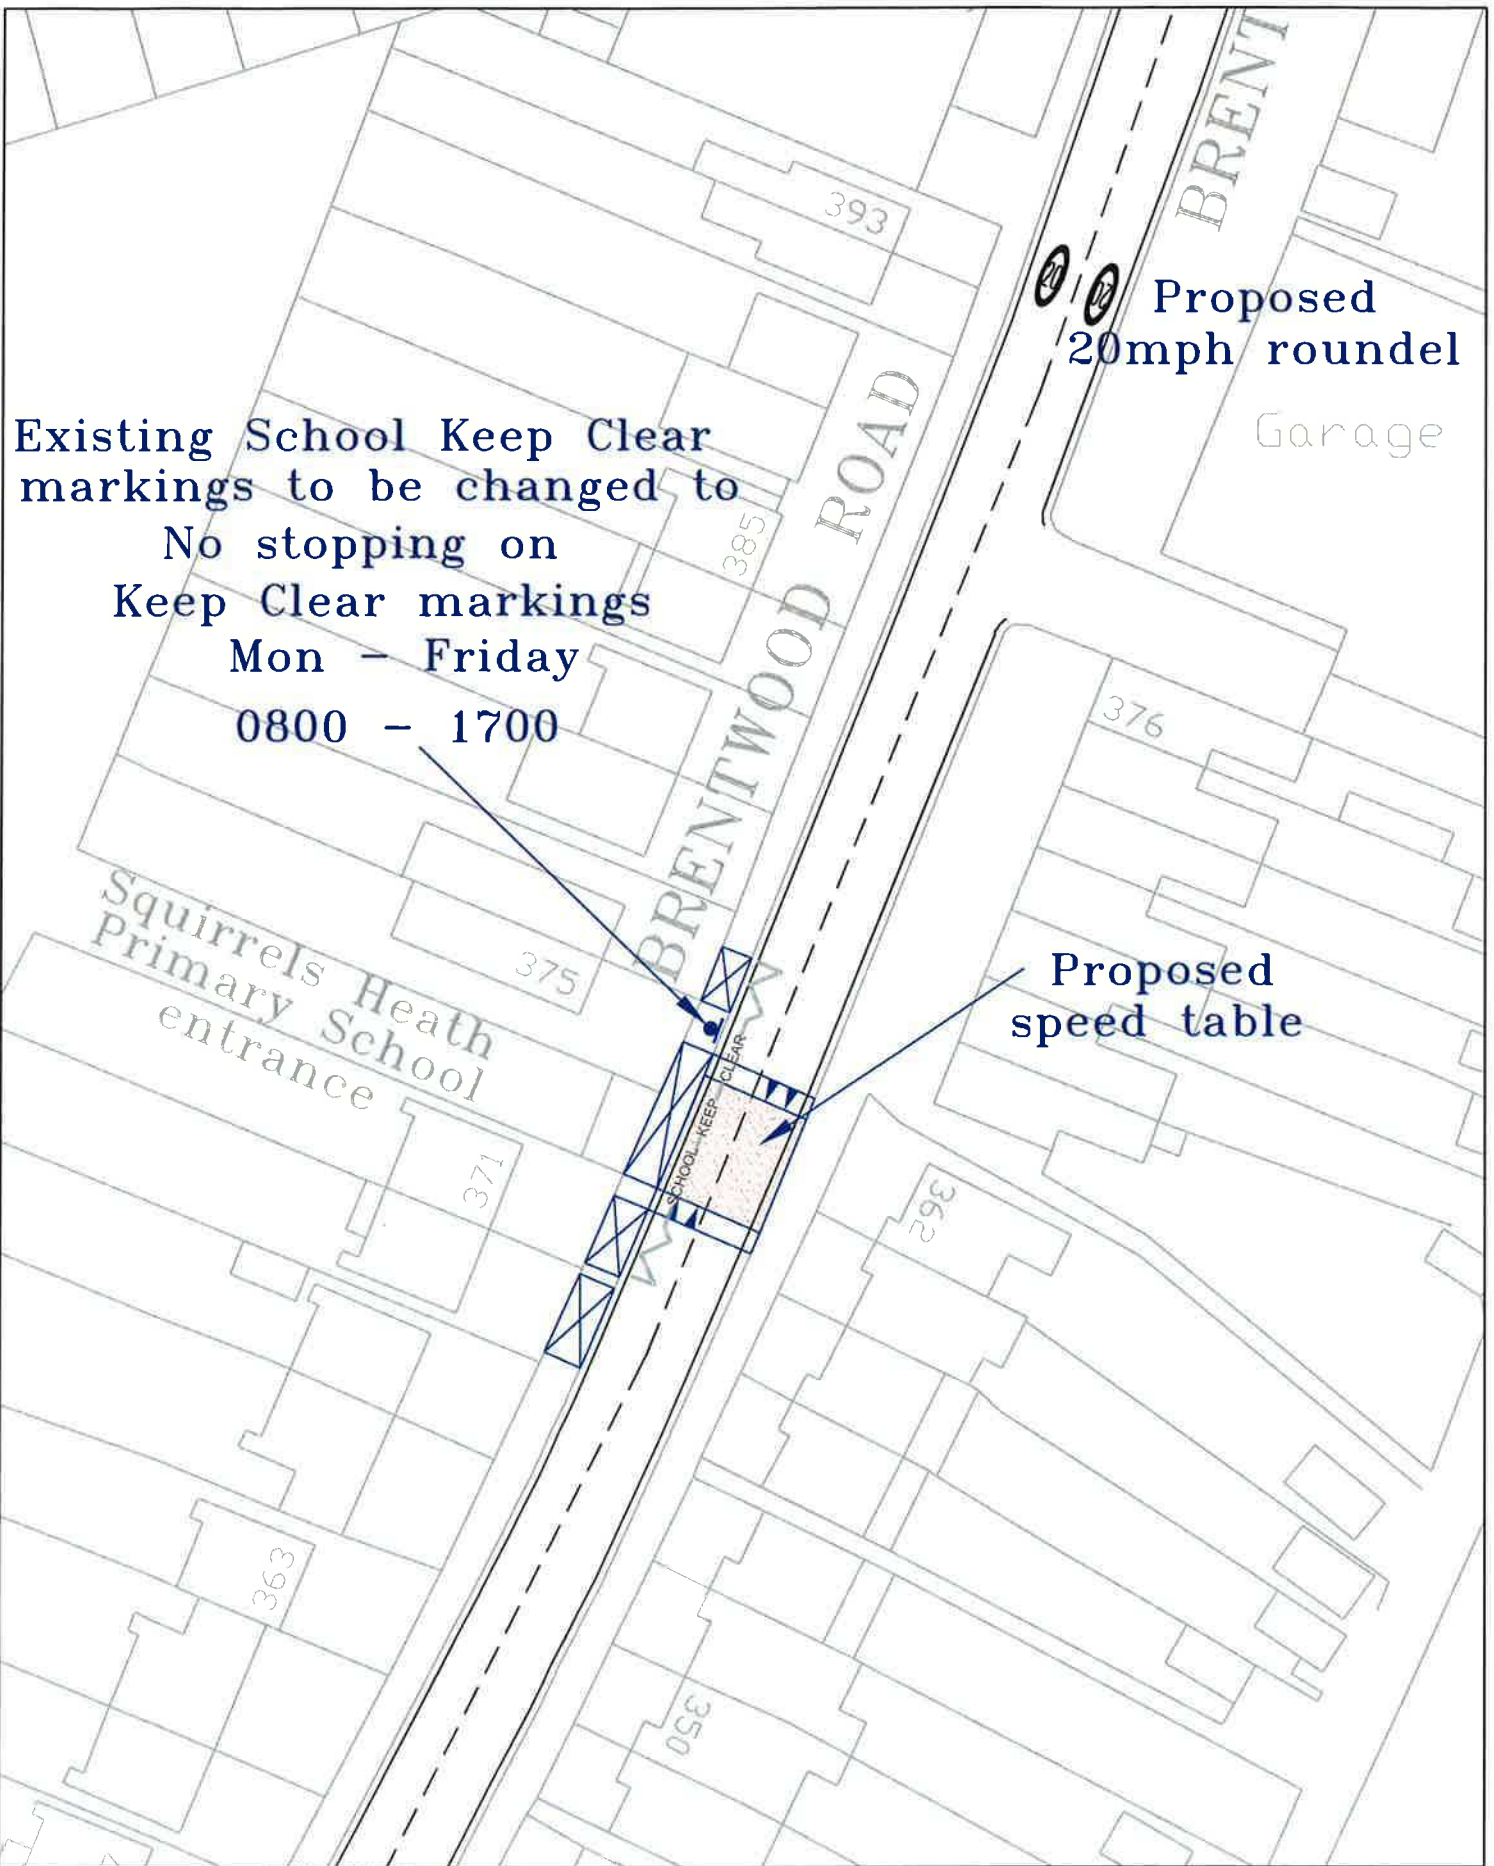 BRENT
393
20
20
Proposed
20mph roundel
Garage
Existing School Keep Clear
markings to be changed to
No stopping on
Keep Clear markings
Mon - Friday
0800 - 1700
385
BRENTWOOD ROAD
376
Squirrels Heath
Primary School
entrance
375
Proposed
speed table
SCHOOL KEEP CLEAR
371
362
363
350